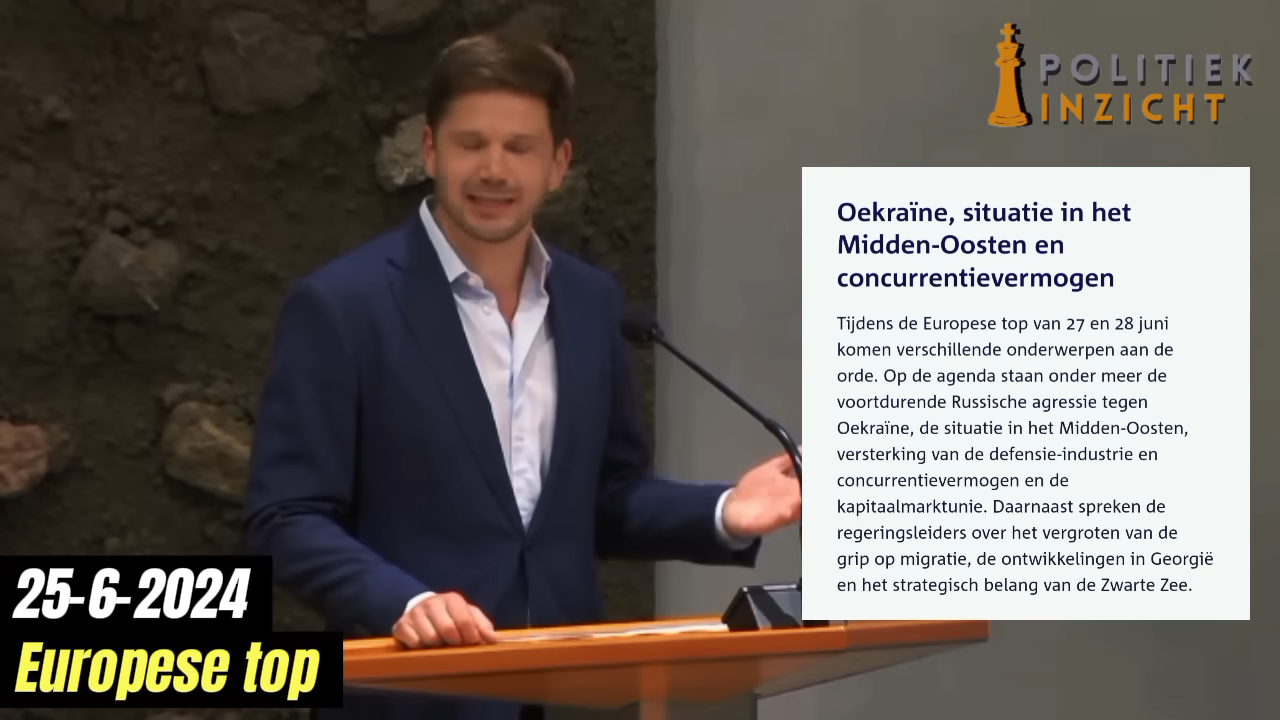 POLITIEK
INZICHT
Oekraïne, situatie in het
Midden-Oosten en
concurrentievermogen
Tijdens de Europese top van 27 en 28 juni
komen verschillende onderwerpen aan de
orde. Op de agenda staan onder meer de
voortdurende Russische agressie tegen
Oekraïne, de situatie in het Midden-Oosten,
versterking van de defensie-industrie en
concurrentievermogen en de
kapitaalmarktunie. Daarnaast spreken de
regeringsleiders over het vergroten van de
grip op migratie, de ontwikkelingen in Georgië
en het strategisch belang van de Zwarte Zee.
25-6-2024
Europese top